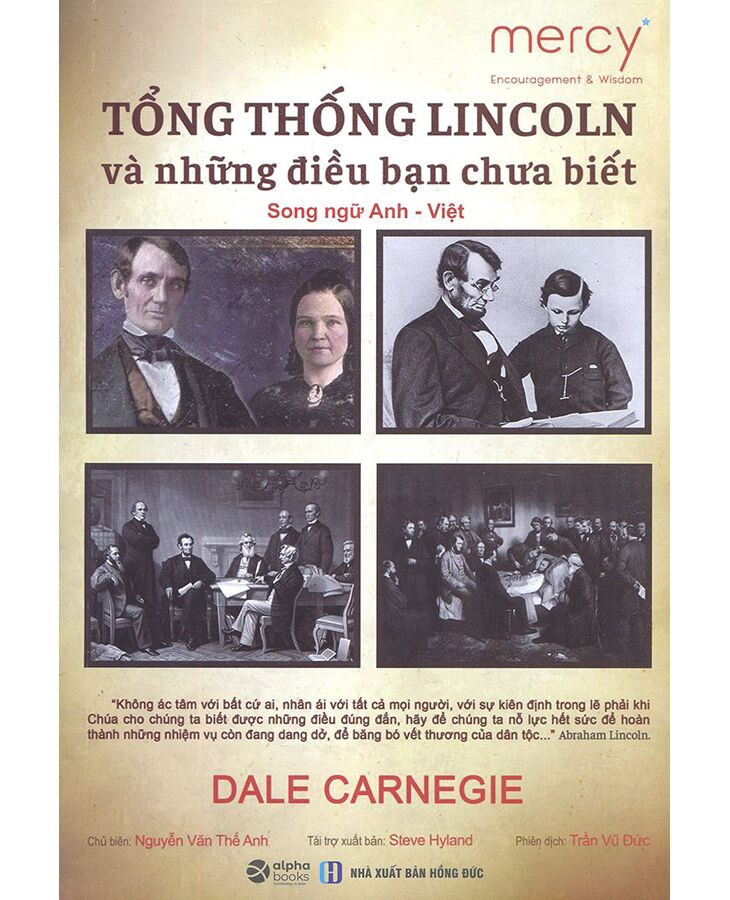 mercy
Encouragement & Wisdom
TỔNG THỐNG LINCOLN
và những điều bạn chưa biết
Song ngữ Anh - Việt
“Không ác tâm với bất cứ ai, nhân ái với tất cả mọi người, với sự kiên định trong lẽ phải khi
Chúa cho chúng ta biết được những điều đúng đắn, hãy để chúng ta nỗ lực hết sức để hoàn
thành những nhiệm vụ còn đang dang dở, để băng bó vết thương của dân tộc...” Abraham Lincoln.
DALE CARNEGIE
Chủ biên: Nguyễn Văn Thế Anh Tài trợ xuất bản: Steve Hyland Phiên dịch: Trần Vũ Đức
alpha
books
knowledge is power
NHÀ XUẤT BẢN HỒNG ĐỨC